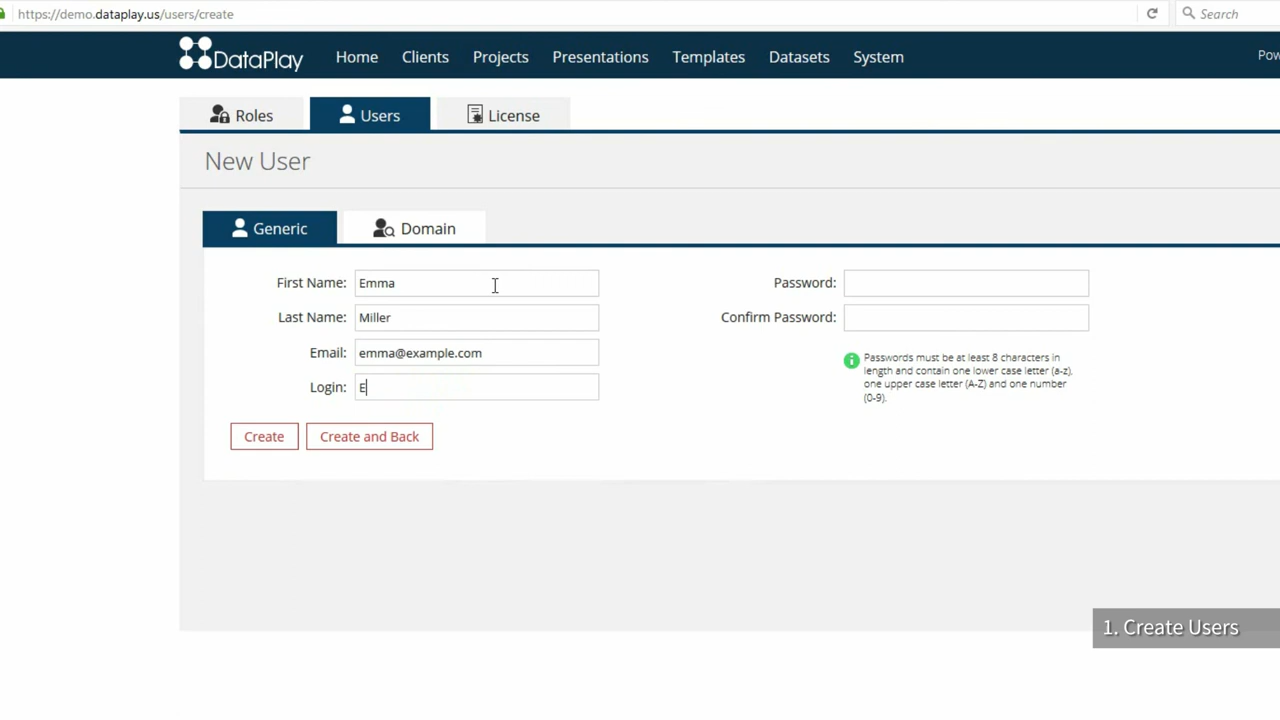 https://demo.dataplay.us/users/create
Search
DataPlay
Home Clients Projects Presentations Templates Datasets System
Pow
Roles Users License
New User
Generic Domain
First Name: Emma
Last Name: Miller
Email: emma@example.com
Login: E
Password:
Confirm Password:
Passwords must be at least 8 characters in
length and contain one lower case letter (a-z),
one upper case letter (A-Z) and one number
(0-9).
Create Create and Back
1. Create Users